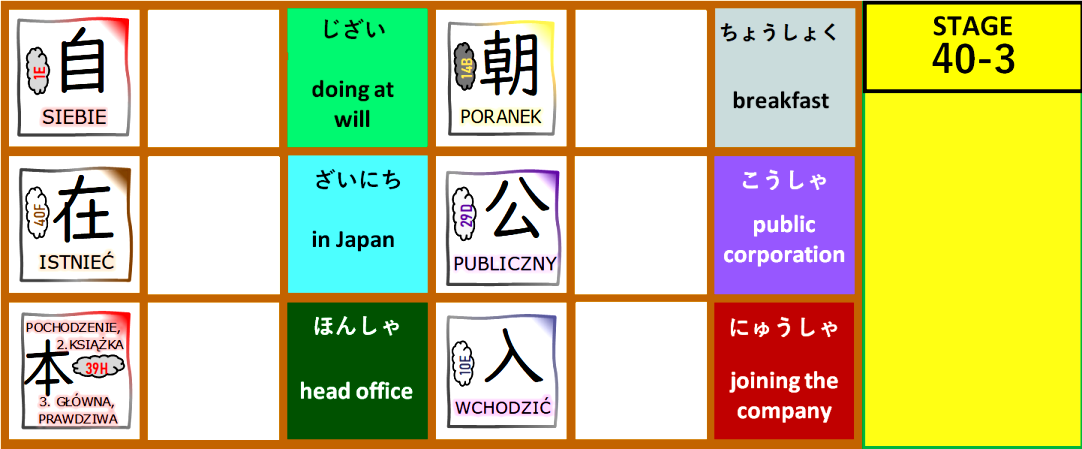 自
1E
SIEBIE
じざい
doing at
will
朝
14B
PORANEK
ちょうしょく
breakfast
STAGE
40-3
在
40F
ISTNIEĆ
ざいにち
in Japan
公
29D
PUBLICZNY
こうしゃ
public
corporation
POCHODZENIE,
2.KSIĄŻKA
本
39H
3. GŁÓWNA,
PRAWDZIWA
ほんしゃ
head office
入
10E
WCHODZIĆ
にゅうしゃ
joining the
company